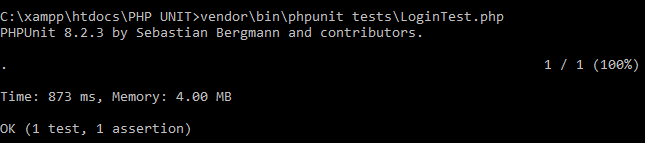 C:\xampp\htdocs\PHP UNIT>vendor\bin\phpunit tests\LoginTest.php
PHPUnit 8.2.3 by Sebastian Bergmann and contributors.
. 1 / 1 (100%)
Time: 873 ms, Memory: 4.00 MB
OK (1 test, 1 assertion)